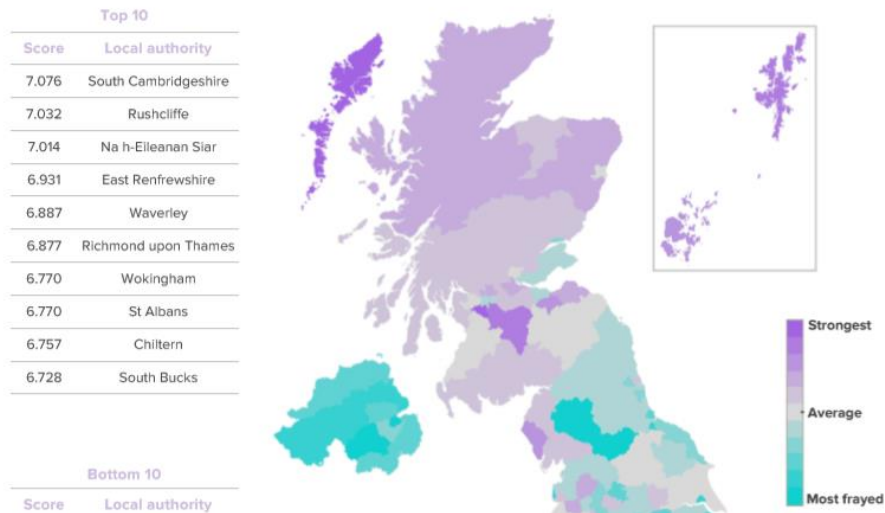 Top 10
Score Local authority
7.076 South Cambridgeshire
7.032 Rushcliffe
7.014 Na h-Eileanan Siar
6.931 East Renfrewshire
6.887 Waverley
6.877 Richmond upon Thames
6.770 Wokingham
6.770 St Albans
6.757 Chiltern
6.728 South Bucks
Bottom 10
Score Local authority
Strongest
Average
Most frayed